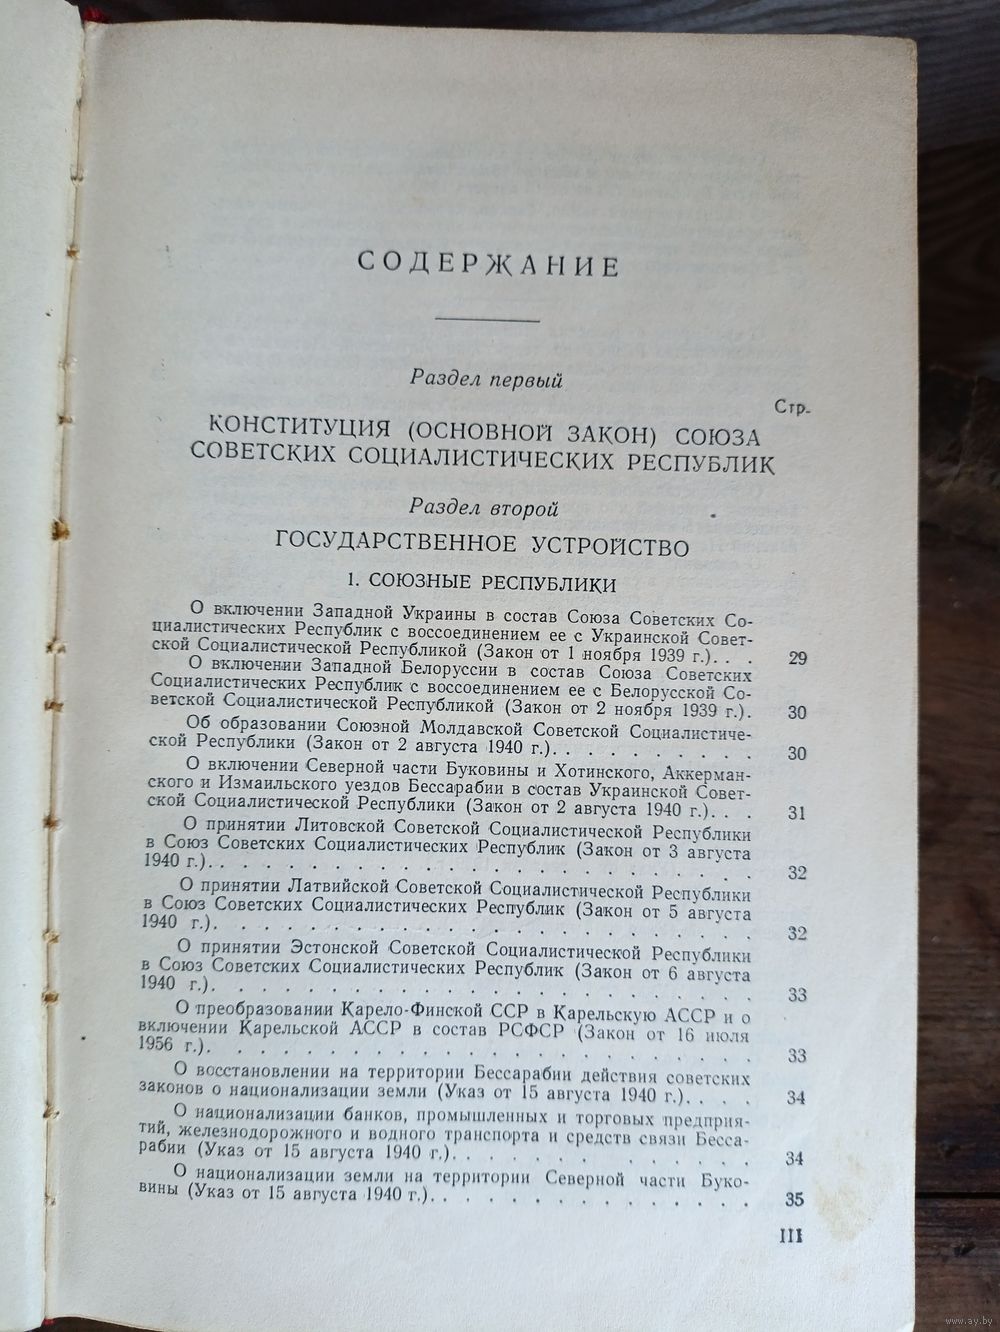 СОДЕРЖАНИЕ
Раздел первый
Стр.
КОНСТИТУЦИЯ (ОСНОВНОЙ ЗАКОН) СОЮЗА
СОВЕТСКИХ СОЦИАЛИСТИЧЕСКИХ РЕСПУБЛИК
Раздел второй
ГОСУДАРСТВЕННОЕ УСТРОЙСТВО
1. СОЮЗНЫЕ РЕСПУБЛИКИ
О включении Западной Украины в состав Союза Советских Со-
циалистических Республик с воссоединением ее с Украинской Совет-
ской Социалистической Республикой (Закон от 1 ноября 1939 г.). . . 29
О включении Западной Белоруссии в состав Союза Советских
Социалистических Республик с воссоединением ее с Белорусской Со-
ветской Социалистической Республикой (Закон от 2 ноября 1939 г.). 30
Об образовании Союзной Молдавской Советской Социалистиче-
ской Республики (Закон от 2 августа 1940 г.). . . . . . . . . . 30
О включении Северной части Буковины и Хотинского, Аккерман-
ского и Измаильского уездов Бессарабии в состав Украинской Совет-
ской Социалистической Республики (Закон от 2 августа 1940 г.). . . 31
О принятии Литовской Советской Социалистической Республики
в Союз Советских Социалистических Республик (Закон от 3 августа
1940 г.). . . . . . . . . . . . . . . . . . . . . . . . 32
О принятии Латвийской Советской Социалистической Республики
в Союз Советских Социалистических Республик (Закон от 5 августа
1940 г.). . . . . . . . . . . . . . . . . . . . . . . . 32
О принятии Эстонской Советской Социалистической Республики
в Союз Советских Социалистических Республик (Закон от 6 августа
1940 г.). . . . . . . . . . . . . . . . . . . . . . . . 33
О преобразовании Карело-Финской ССР в Карельскую АССР и о
включении Карельской АССР в состав РСФСР (Закон от 16 июля
1956 г.). . . . . . . . . . . . . . . . . . . . . . . . 33
О восстановлении на территории Бессарабии действия советских
законов о национализации земли (Указ от 15 августа 1940 г.). . . . 34
О национализации банков, промышленных и торговых предприя-
тий, железнодорожного и водного транспорта и средств связи Бесса-
рабии (Указ от 15 августа 1940 г.). . . . . . . . . . . . . 34
О национализации земли на территории Северной части Буко-
вины (Указ от 15 августа 1940 г.). . . . . . . . . . . . . . 35
III
www.ay.by